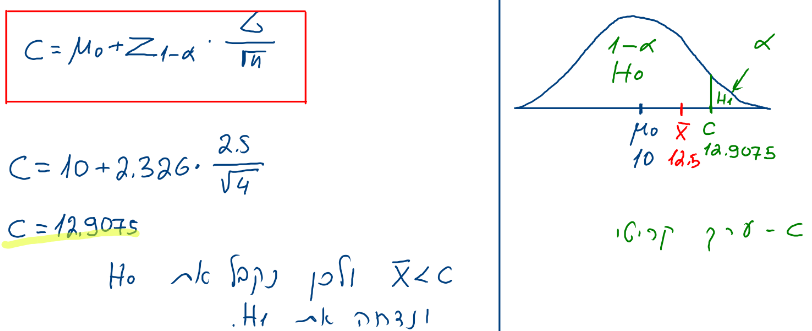 C = μ₀ + Z₁₋α · σ/√n
C = 10 + 2.326 · 2.5/√4
C = 12.9075
X̄ < C ולכן נקבל את H₀
ונדחה את H₁.
1-α
H₀
α
H₁
μ₀ X̄ C
10 12.5 12.9075
C - ערך קריטי